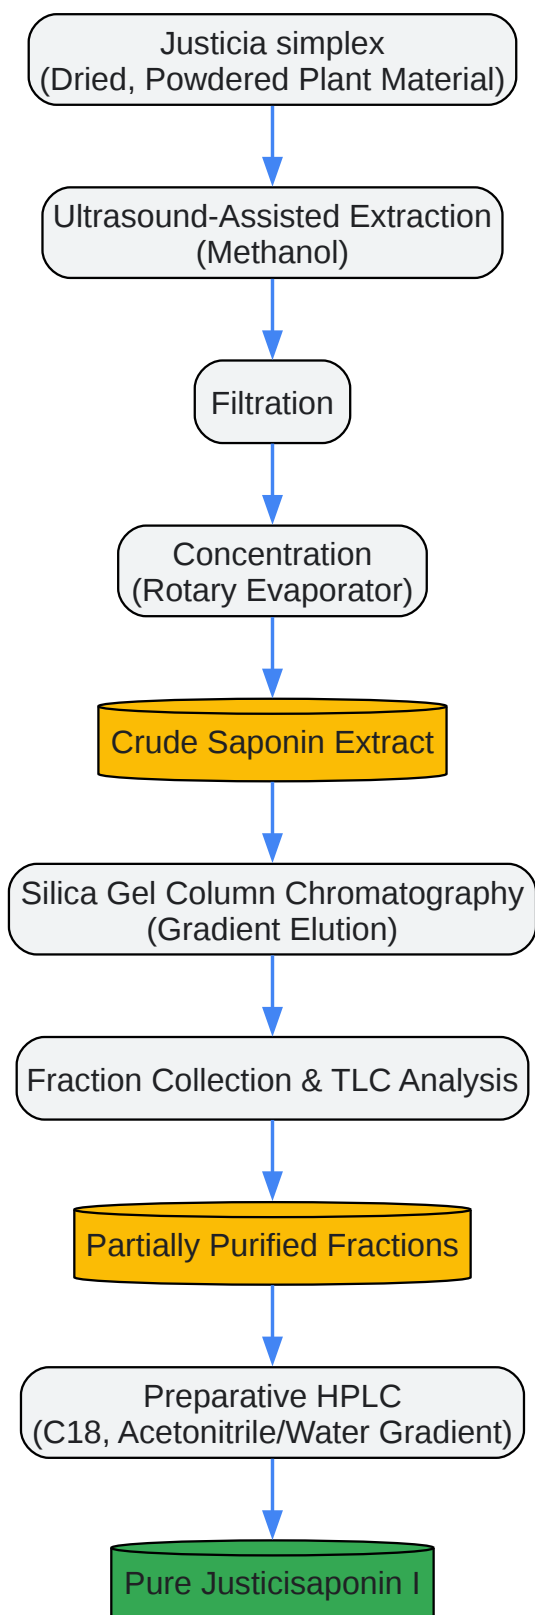 Justicia simplex
(Dried, Powdered Plant Material)
Ultrasound-Assisted Extraction
(Methanol)
Filtration
Concentration
(Rotary Evaporator)
Crude Saponin Extract
Silica Gel Column Chromatography
(Gradient Elution)
Fraction Collection & TLC Analysis
Partially Purified Fractions
Preparative HPLC
(C18, Acetonitrile/Water Gradient)
Pure Justicisaponin I